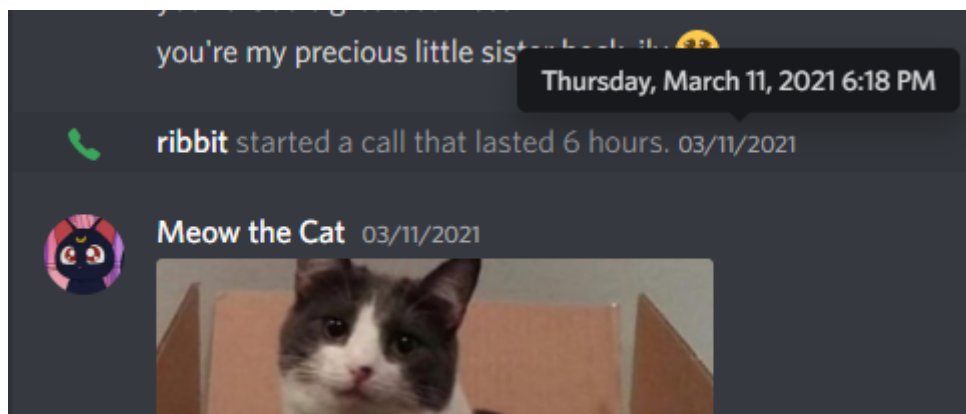 you're my precious little sister
Thursday, March 11, 2021 6:18 PM
ribbit started a call that lasted 6 hours. 03/11/2021
Meow the Cat 03/11/2021